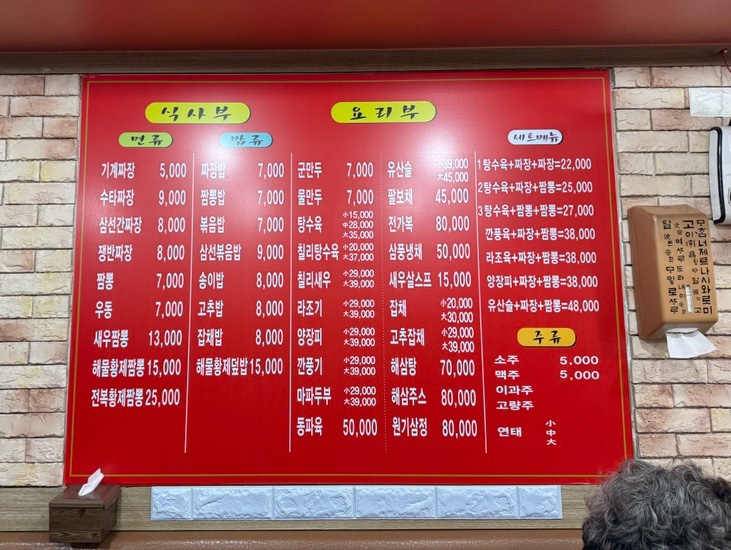 식사부
면류
기계짜장 5,000
수타짜장 9,000
삼선간짜장 8,000
쟁반짜장 8,000
짬뽕 7,000
우동 7,000
새우짬뽕 13,000
해물황제짬뽕 15,000
전복황제짬뽕 25,000
밥류
짜장밥 7,000
짬뽕밥 7,000
볶음밥 7,000
삼선볶음밥 9,000
송이밥 8,000
고추밥 8,000
잡채밥 8,000
해물황제덮밥 15,000
요리부
군만두 7,000
물만두 7,000
탕수육 小15,000 中28,000 大35,000
칠리탕수육 小20,000 大37,000
칠리새우 小29,000 大39,000
라조기 小29,000 大39,000
양장피 小29,000 大39,000
깐풍기 小29,000 大39,000
마파두부 小29,000 大39,000
동파육 50,000
유산슬 39,000 大45,000
팔보채 45,000
전가복 80,000
삼풍냉채 50,000
새우살스프 15,000
잡채 小20,000 大30,000
고추잡채 小29,000 大39,000
해삼탕 70,000
해삼주스 80,000
원기삼정 80,000
세트메뉴
1 탕수육+짜장+짜장=22,000
2 탕수육+짜장+짬뽕=25,000
3 탕수육+짬뽕+짬뽕=27,000
깐풍육+짜장+짬뽕=38,000
라조육+짜장+짬뽕=38,000
양장피+짜장+짬뽕=38,000
유산슬+짜장+짬뽕=48,000
주류
소주 5,000
맥주 5,000
이과주
고량주
연태 小 中 大